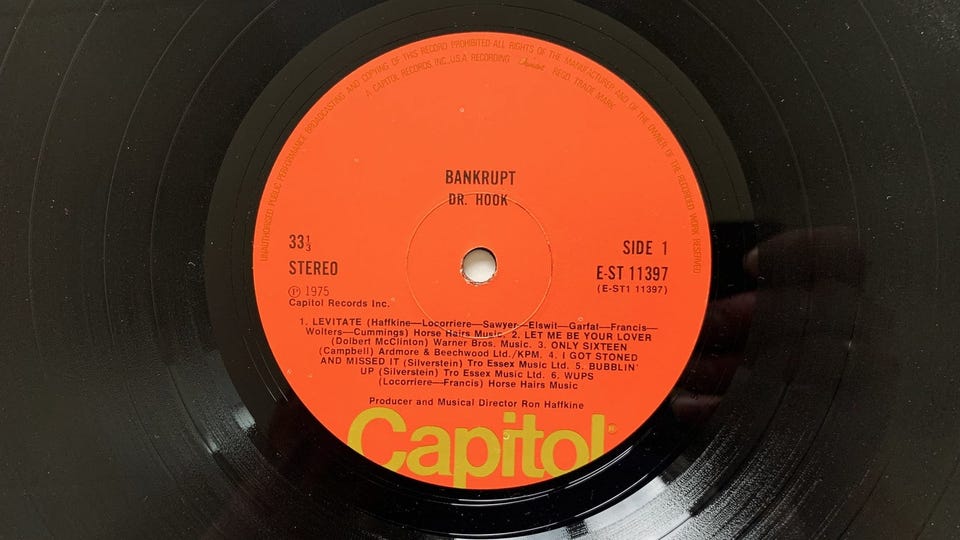 UNAUTHORISED PUBLIC PERFORMANCE BROADCASTING AND COPYING OF THIS RECORD PROHIBITED ALL RIGHTS OF THE MANUFACTURER AND OF THE OWNER OF THE RECORDED WORK RESERVED
A CAPITOL RECORDS INC., U.S.A. RECORDING Capitol REGD. TRADE MARK
BANKRUPT
DR. HOOK
33⅓
SIDE 1
STEREO
E-ST 11397
(E-ST1 11397)
℗ 1975
Capitol Records Inc.
1. LEVITATE (Haffkine—Locorriere—Sawyer—Elswit—Garfat—Francis—
Wolters—Cummings) Horse Hairs Music. 2. LET ME BE YOUR LOVER
(Dolbert McClinton) Warner Bros. Music. 3. ONLY SIXTEEN
(Campbell) Ardmore & Beechwood Ltd./KPM. 4. I GOT STONED
AND MISSED IT (Silverstein) Tro Essex Music Ltd. 5. BUBBLIN'
UP (Silverstein) Tro Essex Music Ltd. 6. WUPS
(Locorriere—Francis) Horse Hairs Music
Producer and Musical Director Ron Haffkine
Capitol®